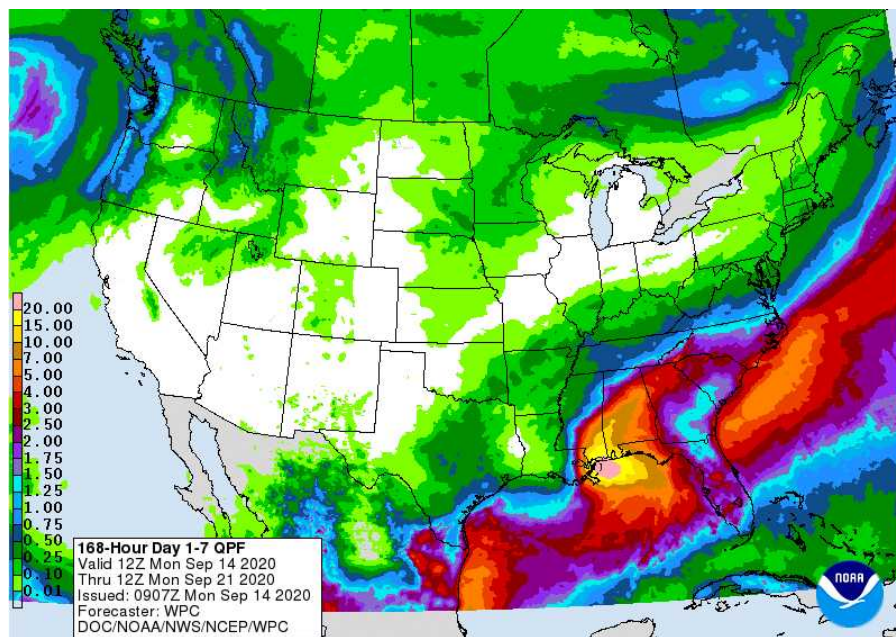 20.00
15.00
10.00
7.00
5.00
4.00
3.00
2.50
2.00
1.75
1.50
1.25
1.00
0.75
0.50
0.25
0.10
0.01
168-Hour Day 1-7 QPF
Valid 12Z Mon Sep 14 2020
Thru 12Z Mon Sep 21 2020
Issued: 0907Z Mon Sep 14 2020
Forecaster: WPC
DOC/NOAA/NWS/NCEP/WPC
NOAA